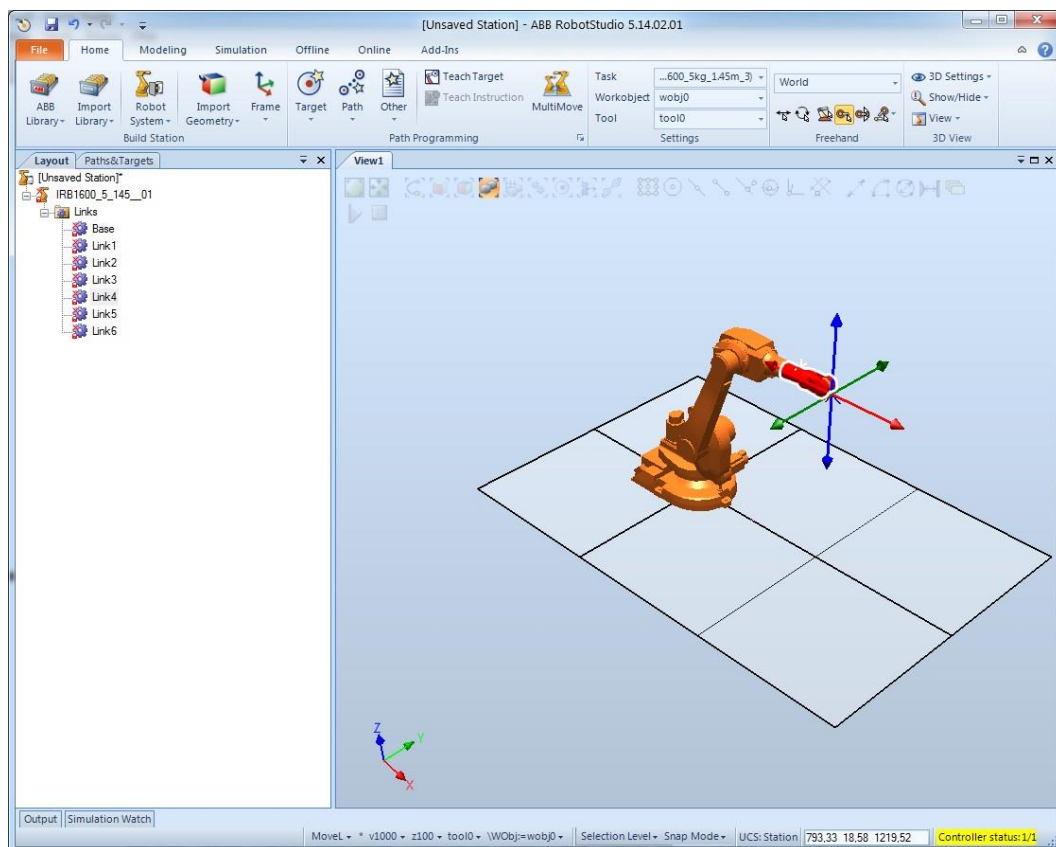 [Unsaved Station] - ABB RobotStudio 5.14.02.01
File Home Modeling Simulation Offline Online Add-Ins
ABB Library
Import Library
Robot System
Import Geometry
Frame
Build Station
Target
Path
Other
Teach Target
Teach Instruction
MultiMove
Path Programming
Task ...600_5kg_1.45m_3)
Workobject wobj0
Tool tool0
Settings
World
Freehand
3D Settings
Show/Hide
View
3D View
Layout Paths&Targets
[Unsaved Station]*
IRB1600_5_145__01
Links
Base
Link1
Link2
Link3
Link4
Link5
Link6
View1
Z
Y
X
Output Simulation Watch
MoveL * v1000 z100 tool0 \WObj:=wobj0 Selection Level Snap Mode UCS: Station 793,33 18,58 1219,52 Controller status:1/1